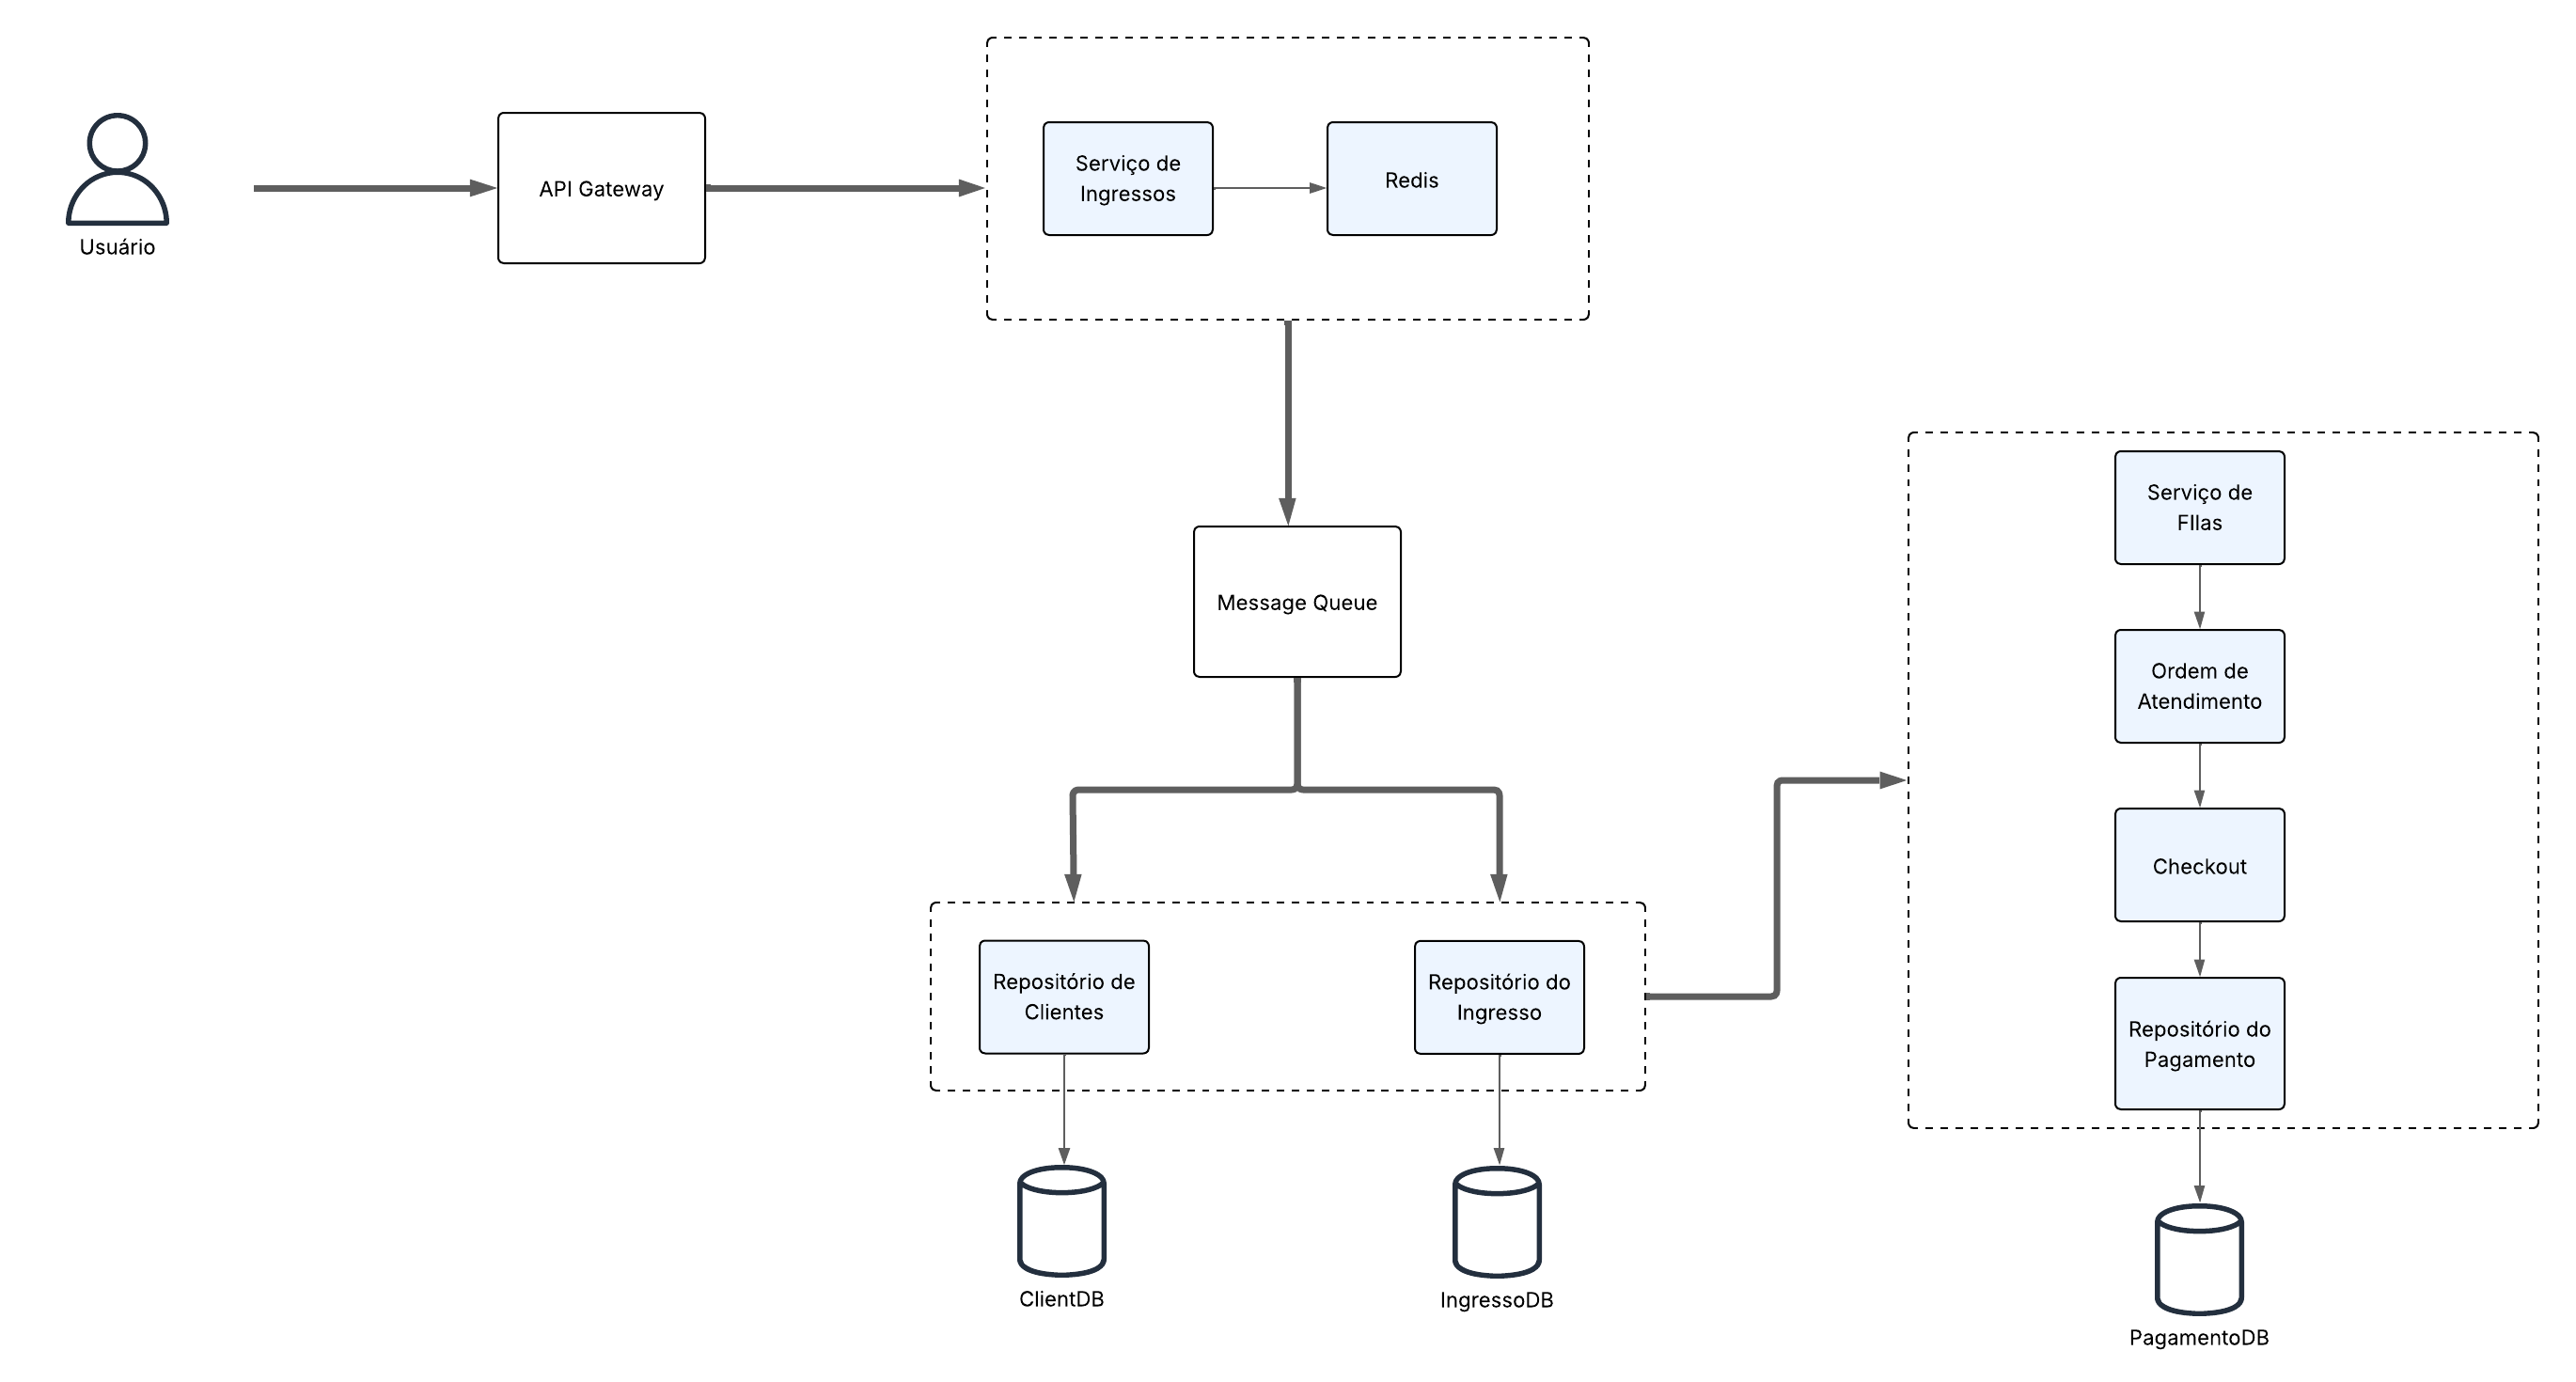 Usuário
API Gateway
Serviço de
Ingressos
Redis
Message Queue
Repositório de
Clientes
Repositório do
Ingresso
ClientDB
IngressoDB
Serviço de
FIlas
Ordem de
Atendimento
Checkout
Repositório do
Pagamento
PagamentoDB